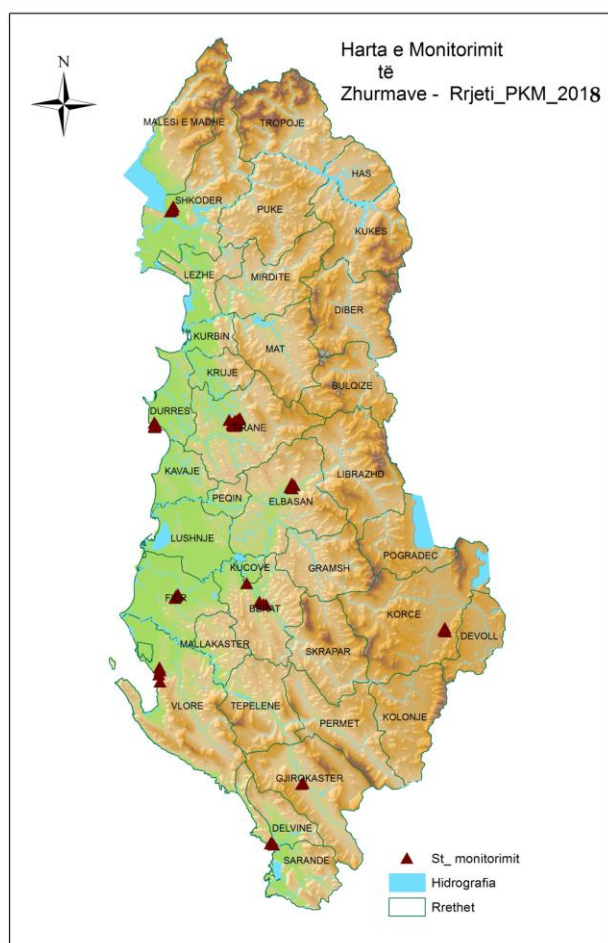 N
Harta e Monitorimit
të
Zhurmave - Rrjeti_PKM_2018
MALESI E MADHE
TROPOJE
HAS
SHKODER
PUKE
KUKES
LEZHE
MIRDITE
DIBER
KURBIN
MAT
KRUJE
BULQIZE
DURRES
TIRANE
LIBRAZHD
KAVAJE
PEQIN
ELBASAN
LUSHNJE
POGRADEC
KUCOVE
GRAMSH
FIER
BERAT
KORCE
DEVOLL
MALLAKASTER
SKRAPAR
VLORE
TEPELENE
KOLONJE
PERMET
GJIROKASTER
DELVINE
SARANDE
St_ monitorimit
Hidrografia
Rrethet